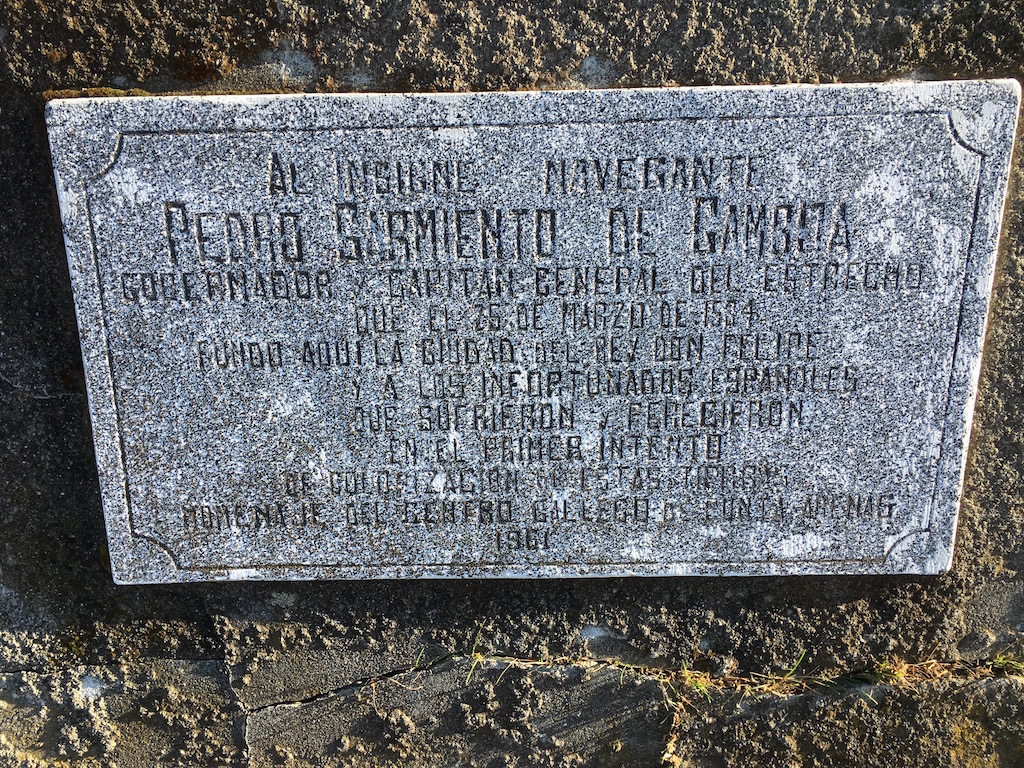 AL INSIGNE NAVEGANTE
PEDRO SARMIENTO DE GAMBOA
GOBERNADOR Y CAPITAN GENERAL DEL ESTRECHO
QUE EL 25 DE MARZO DE 1584
FUNDO AQUI LA CIUDAD DEL REY DON FELIPE
Y A LOS INFORTUNADOS ESPAÑOLES
QUE SUFRIERON Y PERECIERON
EN EL PRIMER INTENTO
DE COLONIZACION DE ESTAS TIERRAS
HOMENAJE DEL CENTRO GALLEGO DE PUNTA ARENAS
1961